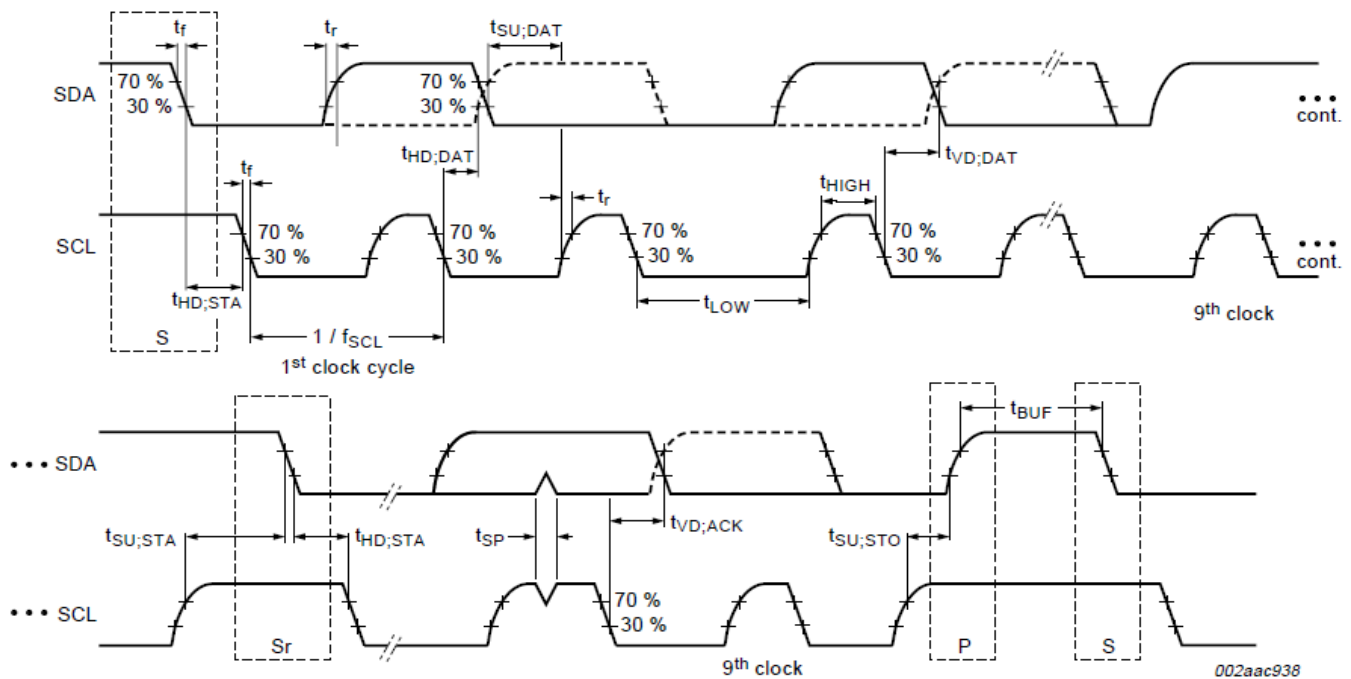 tf tr tSU;DAT
70 % 70 %
SDA 30 % 30 % • • •
cont.
tHD;DAT tVD;DAT
tf tr tHIGH
SCL 70 % 70 % 70 % 70 % • • •
30 % 30 % 30 % 30 % cont.
tHD;STA tLOW
S 1 / fSCL 9th clock
1st clock cycle
tBUF
• • • SDA
tSU;STA tHD;STA tSP tVD;ACK tSU;STO
• • • SCL 70 %
30 %
Sr 9th clock P S
002aac938